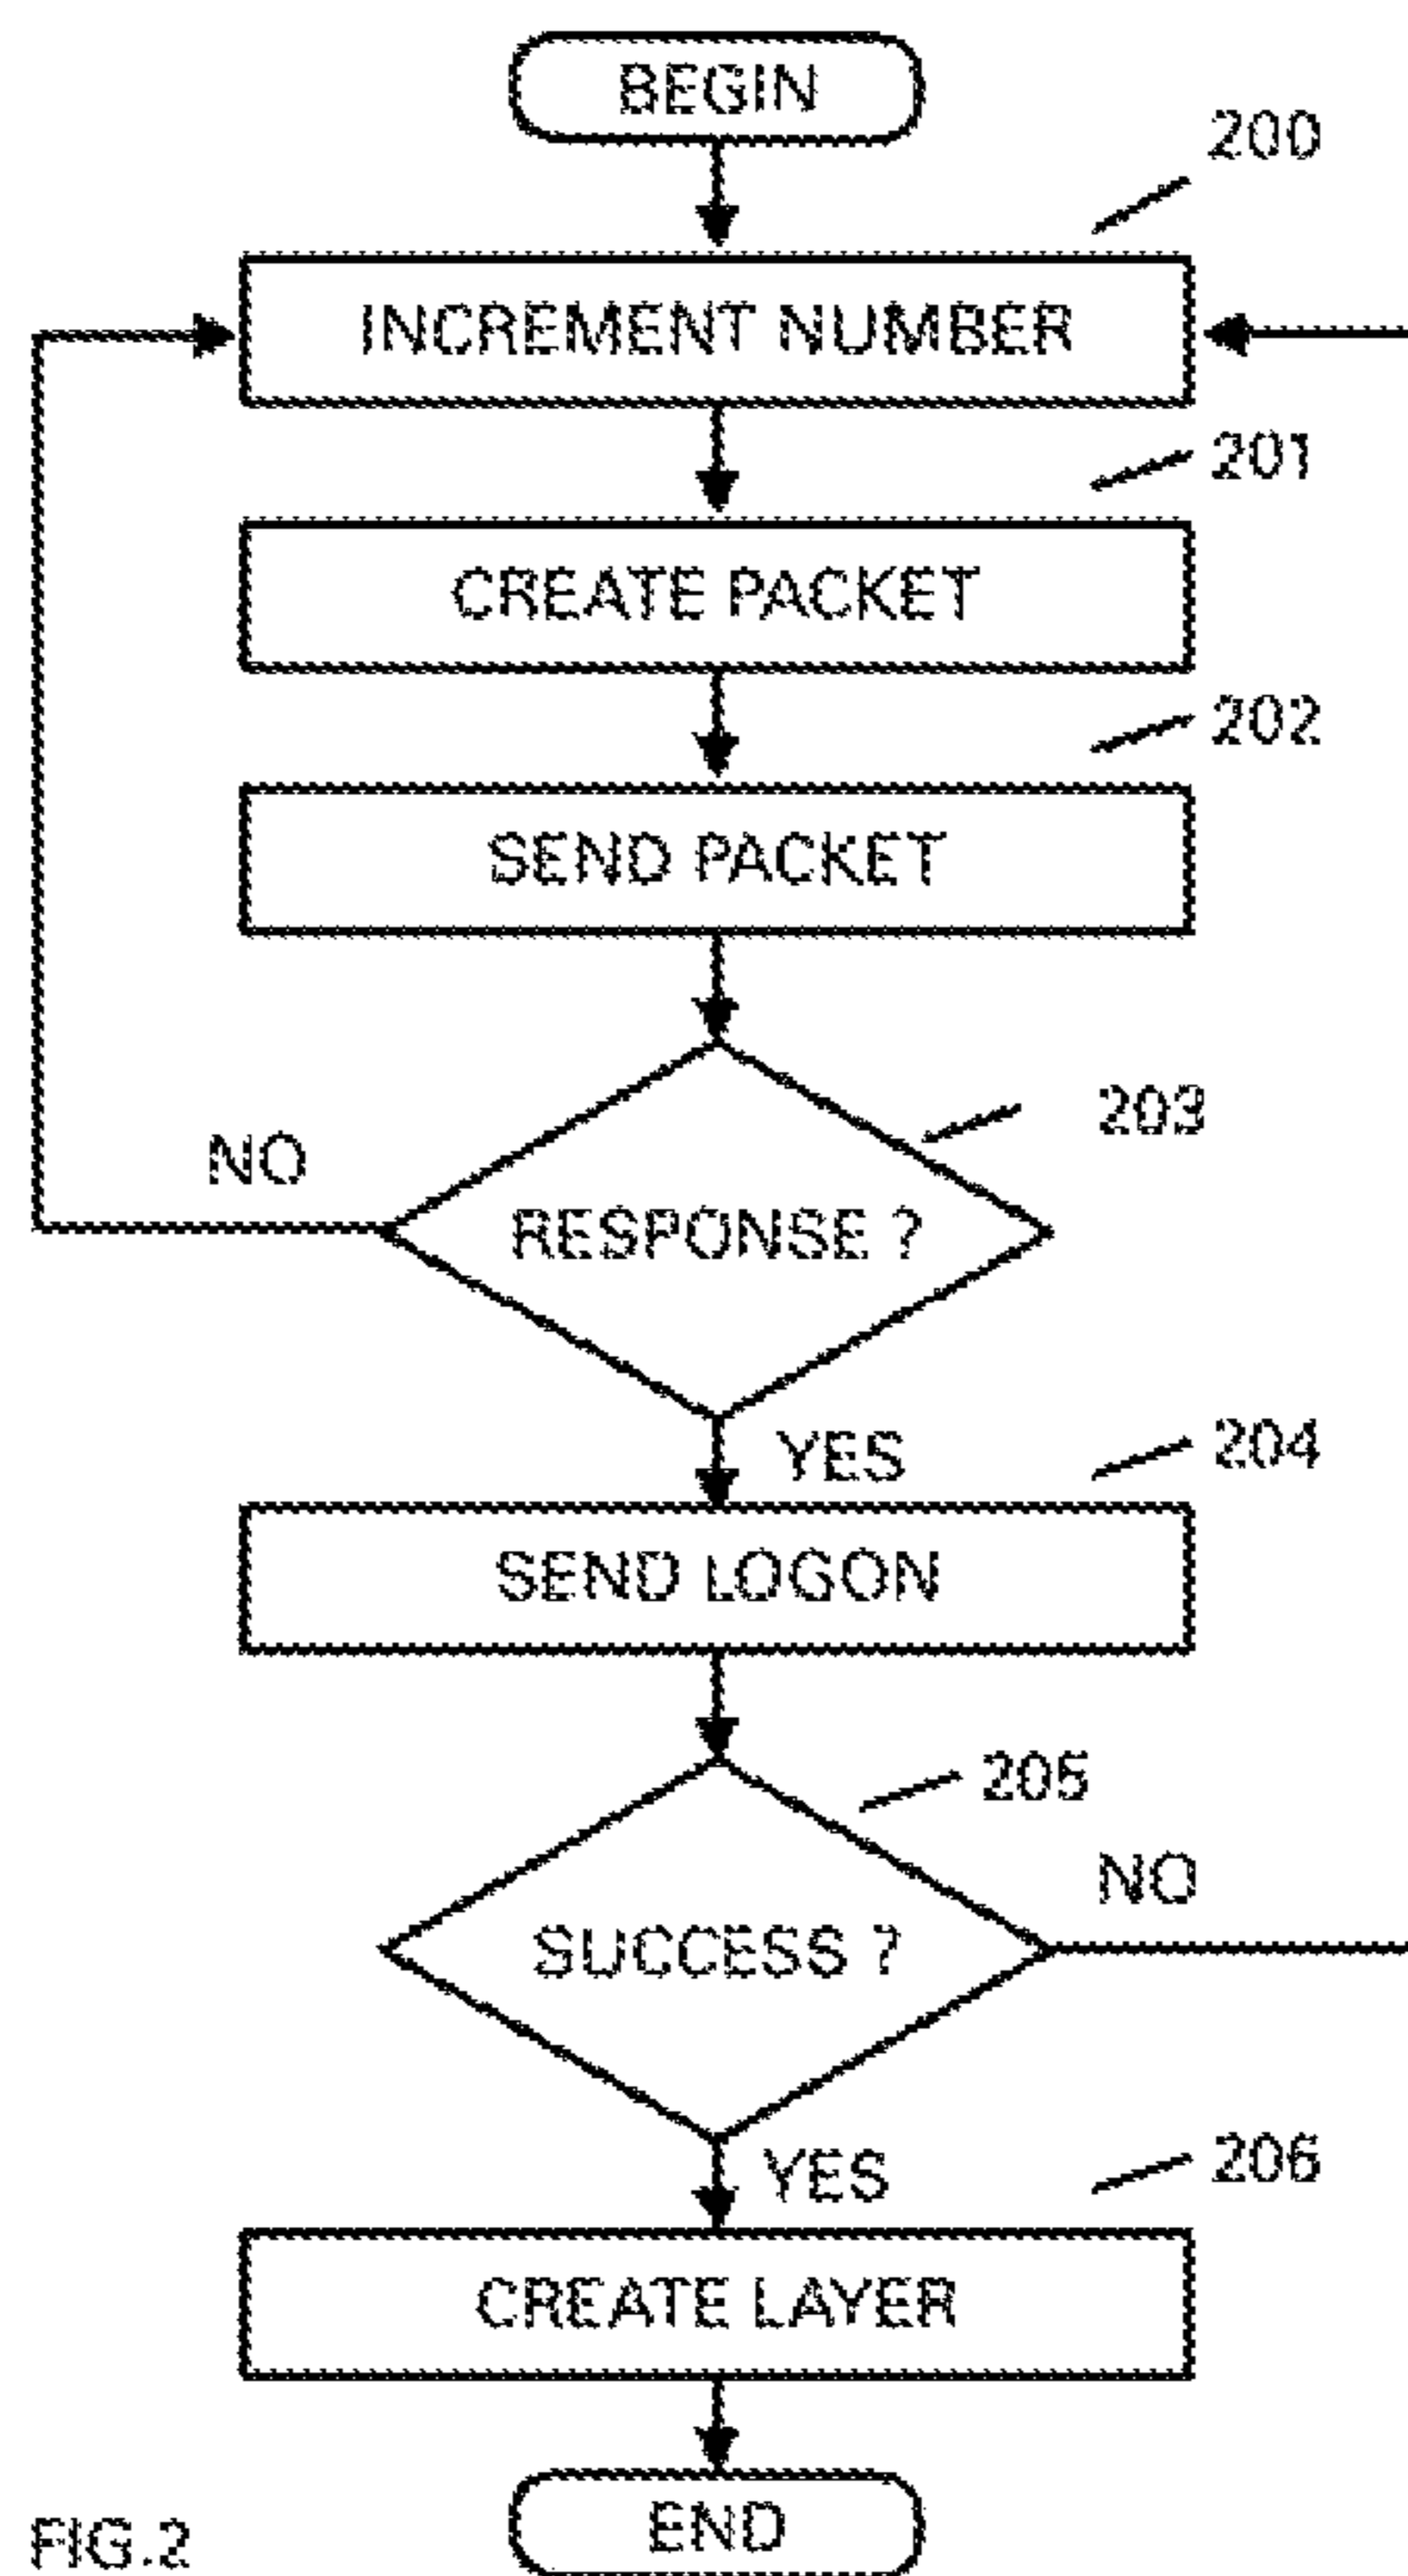 BEGIN
200
INCREMENT NUMBER
201
CREATE PACKET
202
SEND PACKET
203
NO
RESPONSE ?
YES
204
SEND LOGON
205
NO
SUCCESS ?
YES
206
CREATE LAYER
END
FIG.2